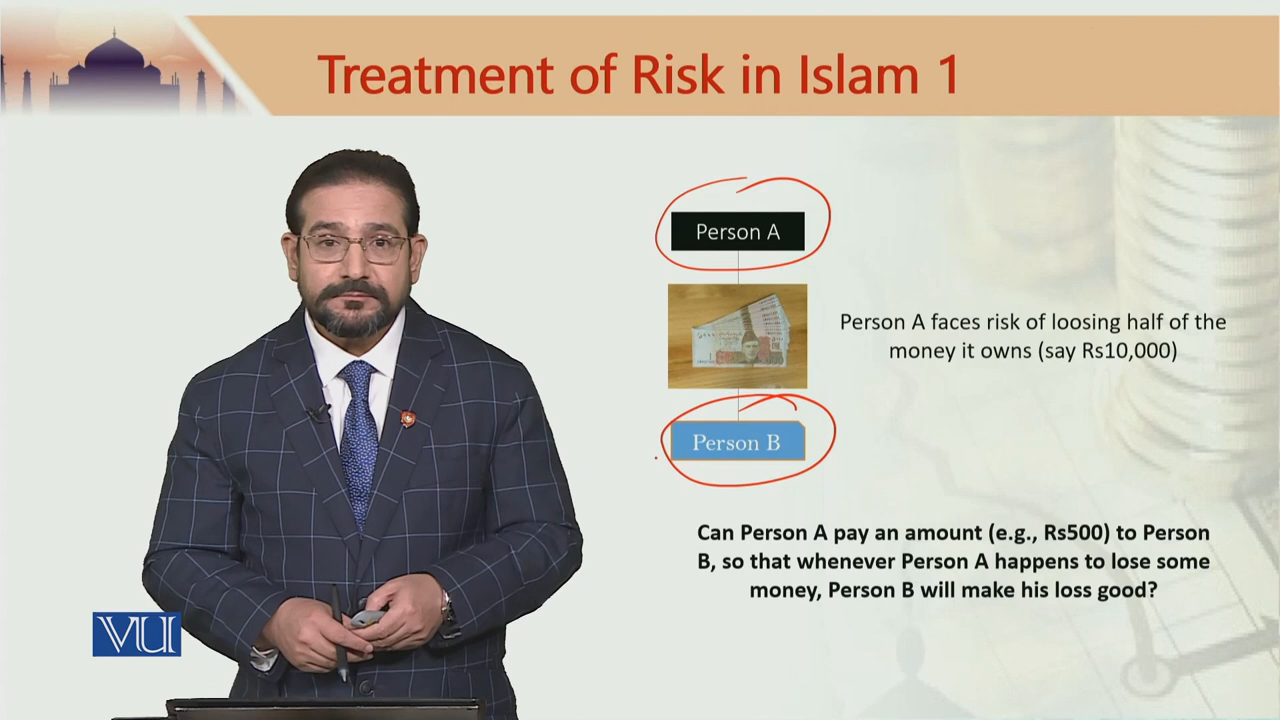 Treatment of Risk in Islam 1
Person A
Person A faces risk of loosing half of the
money it owns (say Rs10,000)
Person B
Can Person A pay an amount (e.g., Rs500) to Person
B, so that whenever Person A happens to lose some
money, Person B will make his loss good?
VU